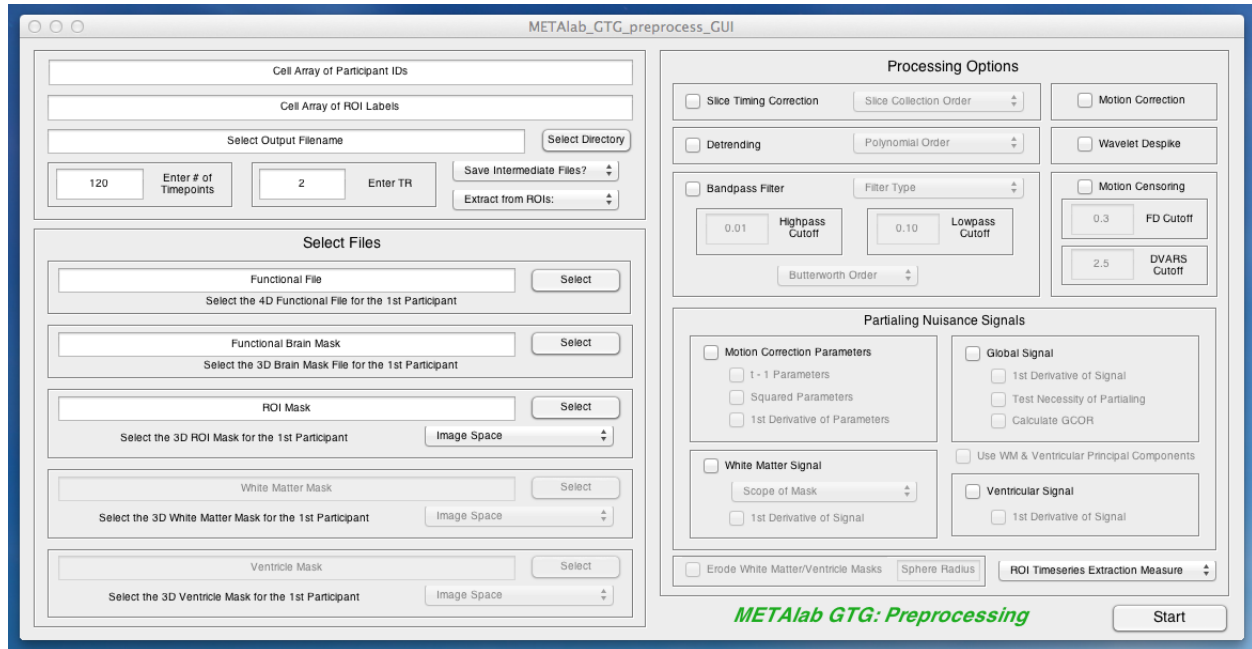 METAlab_GTG_preprocess_GUI
Cell Array of Participant IDs
Cell Array of ROI Labels
Select Output Filename
Select Directory
120
Enter # of
Timepoints
2
Enter TR
Save Intermediate Files?
Extract from ROIs:
Select Files
Functional File
Select
Select the 4D Functional File for the 1st Participant
Functional Brain Mask
Select
Select the 3D Brain Mask File for the 1st Participant
ROI Mask
Select
Select the 3D ROI Mask for the 1st Participant
Image Space
White Matter Mask
Select
Select the 3D White Matter Mask for the 1st Participant
Image Space
Ventricle Mask
Select
Select the 3D Ventricle Mask for the 1st Participant
Image Space
Processing Options
Slice Timing Correction
Slice Collection Order
Motion Correction
Detrending
Polynomial Order
Wavelet Despike
Bandpass Filter
Filter Type
0.01
Highpass
Cutoff
0.10
Lowpass
Cutoff
Butterworth Order
Motion Censoring
0.3
FD Cutoff
2.5
DVARS
Cutoff
Partialing Nuisance Signals
Motion Correction Parameters
t - 1 Parameters
Squared Parameters
1st Derivative of Parameters
Global Signal
1st Derivative of Signal
Test Necessity of Partialing
Calculate GCOR
White Matter Signal
Scope of Mask
1st Derivative of Signal
Use WM & Ventricular Principal Components
Ventricular Signal
1st Derivative of Signal
Erode White Matter/Ventricle Masks
Sphere Radius
ROI Timeseries Extraction Measure
METAlab GTG: Preprocessing
Start